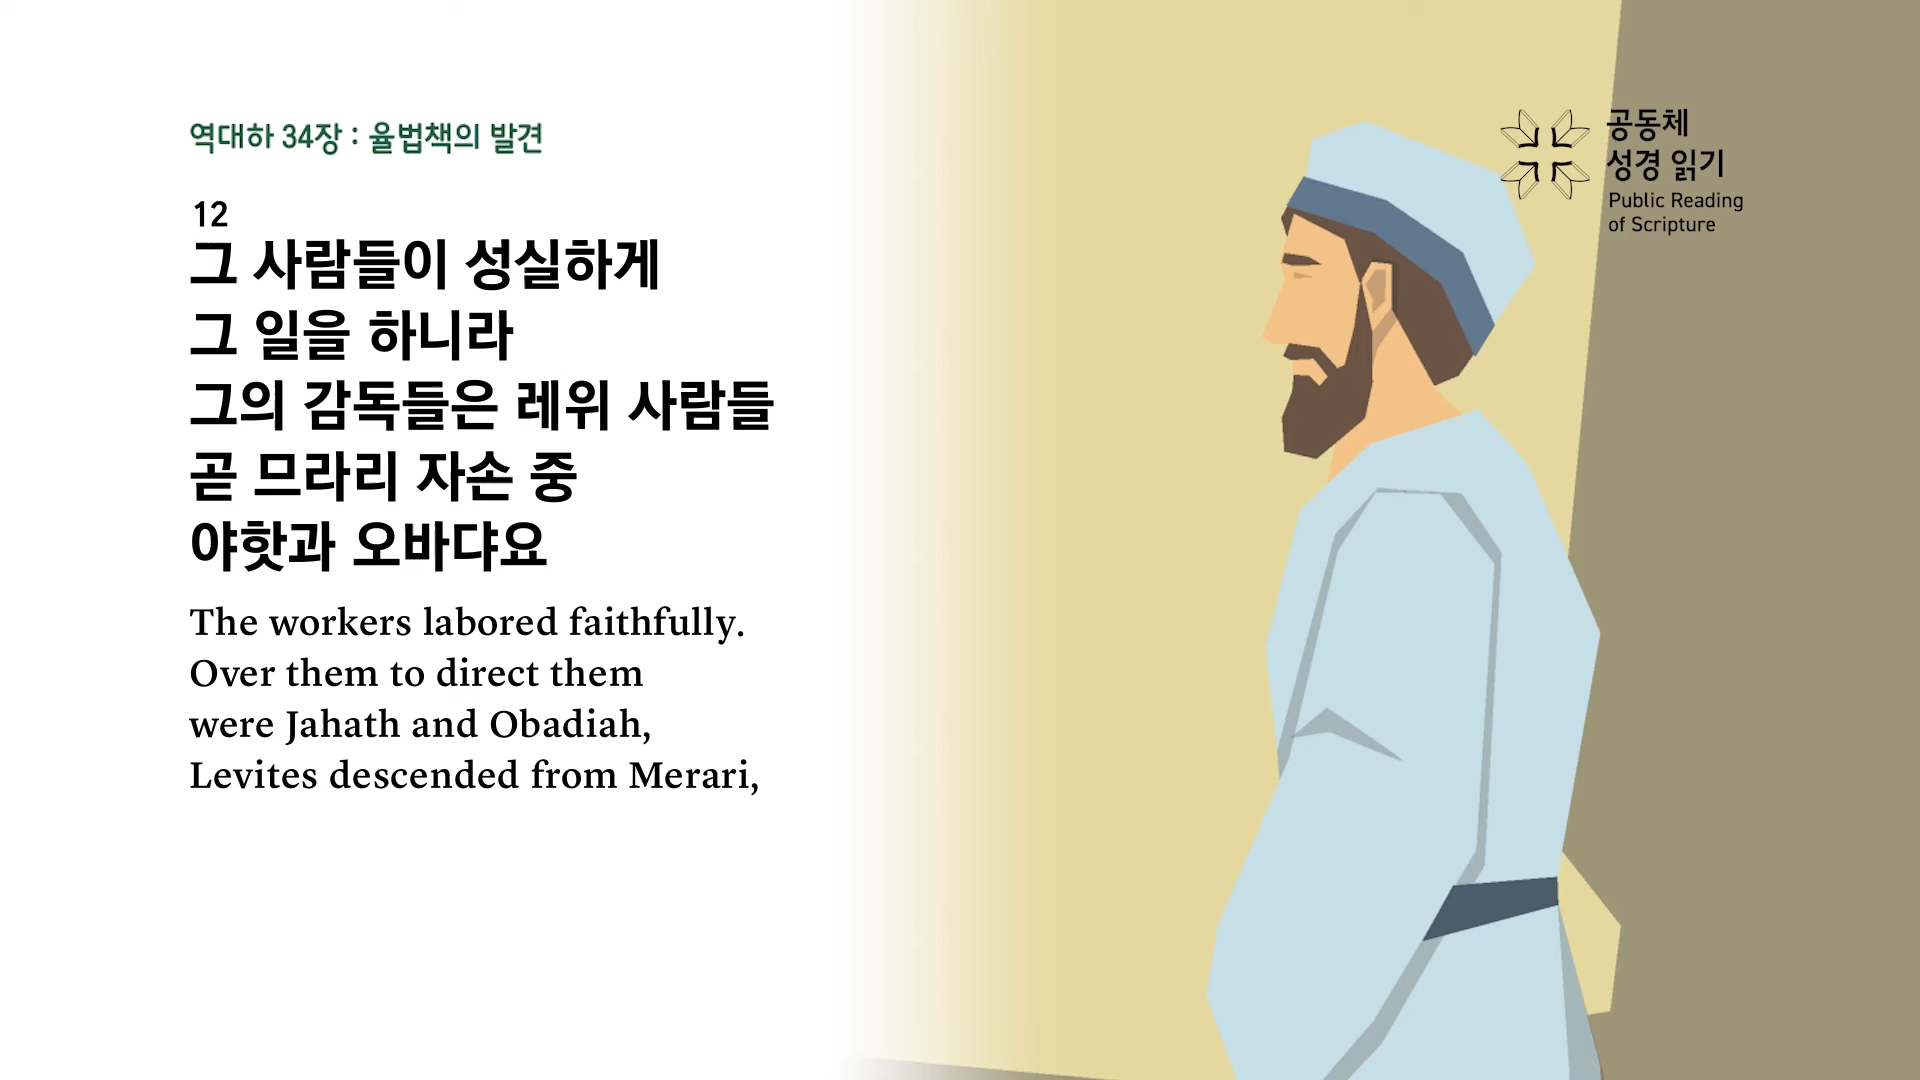 역대하 34장 : 율법책의 발견
12
그 사람들이 성실하게
그 일을 하니라
그의 감독들은 레위 사람들
곧 므라리 자손 중
야핫과 오바댜요
The workers labored faithfully.
Over them to direct them
were Jahath and Obadiah,
Levites descended from Merari,
공동체
성경 읽기
Public Reading
of Scripture